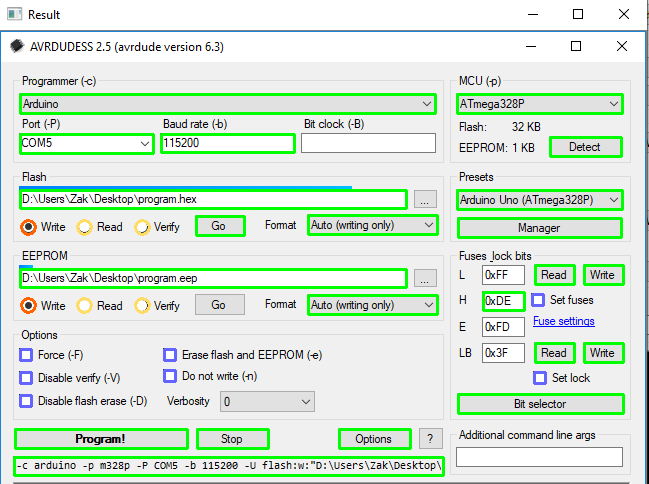 Result
AVRDUDESS 2.5 (avrdude version 6.3)
Programmer (-c)
Arduino
Port (-P)
Baud rate (-b)
Bit clock (-B)
COM5
115200
MCU (-p)
ATmega328P
Flash: 32 KB
EEPROM: 1 KB
Detect
Flash
D:\Users\Zak\Desktop\program.hex
...
Write Read Verify Go Format Auto (writing only)
Presets
Arduino Uno (ATmega328P)
Manager
EEPROM
D:\Users\Zak\Desktop\program.eep
...
Write Read Verify Go Format Auto (writing only)
Fuses lock bits
L 0xFF Read Write
H 0xDE Set fuses
E 0xFD Fuse settings
LB 0x3F Read Write
Set lock
Bit selector
Options
Force (-F)
Erase flash and EEPROM (-e)
Disable verify (-V)
Do not write (-n)
Disable flash erase (-D)
Verbosity 0
Program! Stop Options ?
Additional command line args
-c arduino -p m328p -P COM5 -b 115200 -U flash:w:"D:\Users\Zak\Desktop\